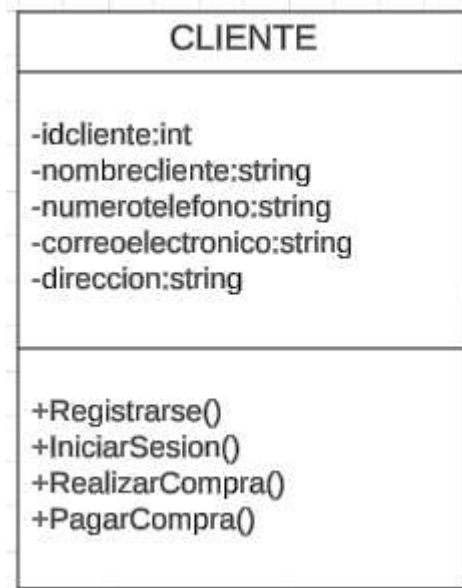 CLIENTE
-idcliente:int
-nombrecliente:string
-numerotelefono:string
-correoelectronico:string
-direccion:string
+Registrarse()
+IniciarSesion()
+RealizarCompra()
+PagarCompra()